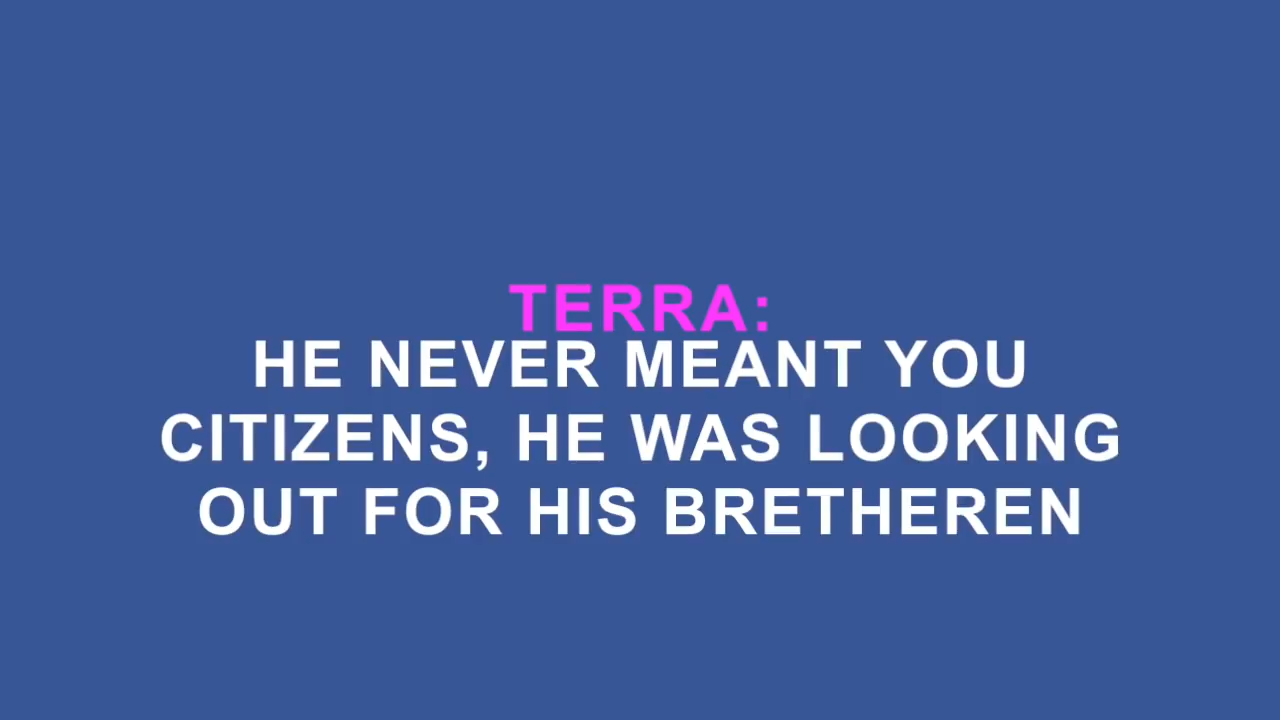 TERRA:
HE NEVER MEANT YOU
CITIZENS, HE WAS LOOKING
OUT FOR HIS BRETHEREN